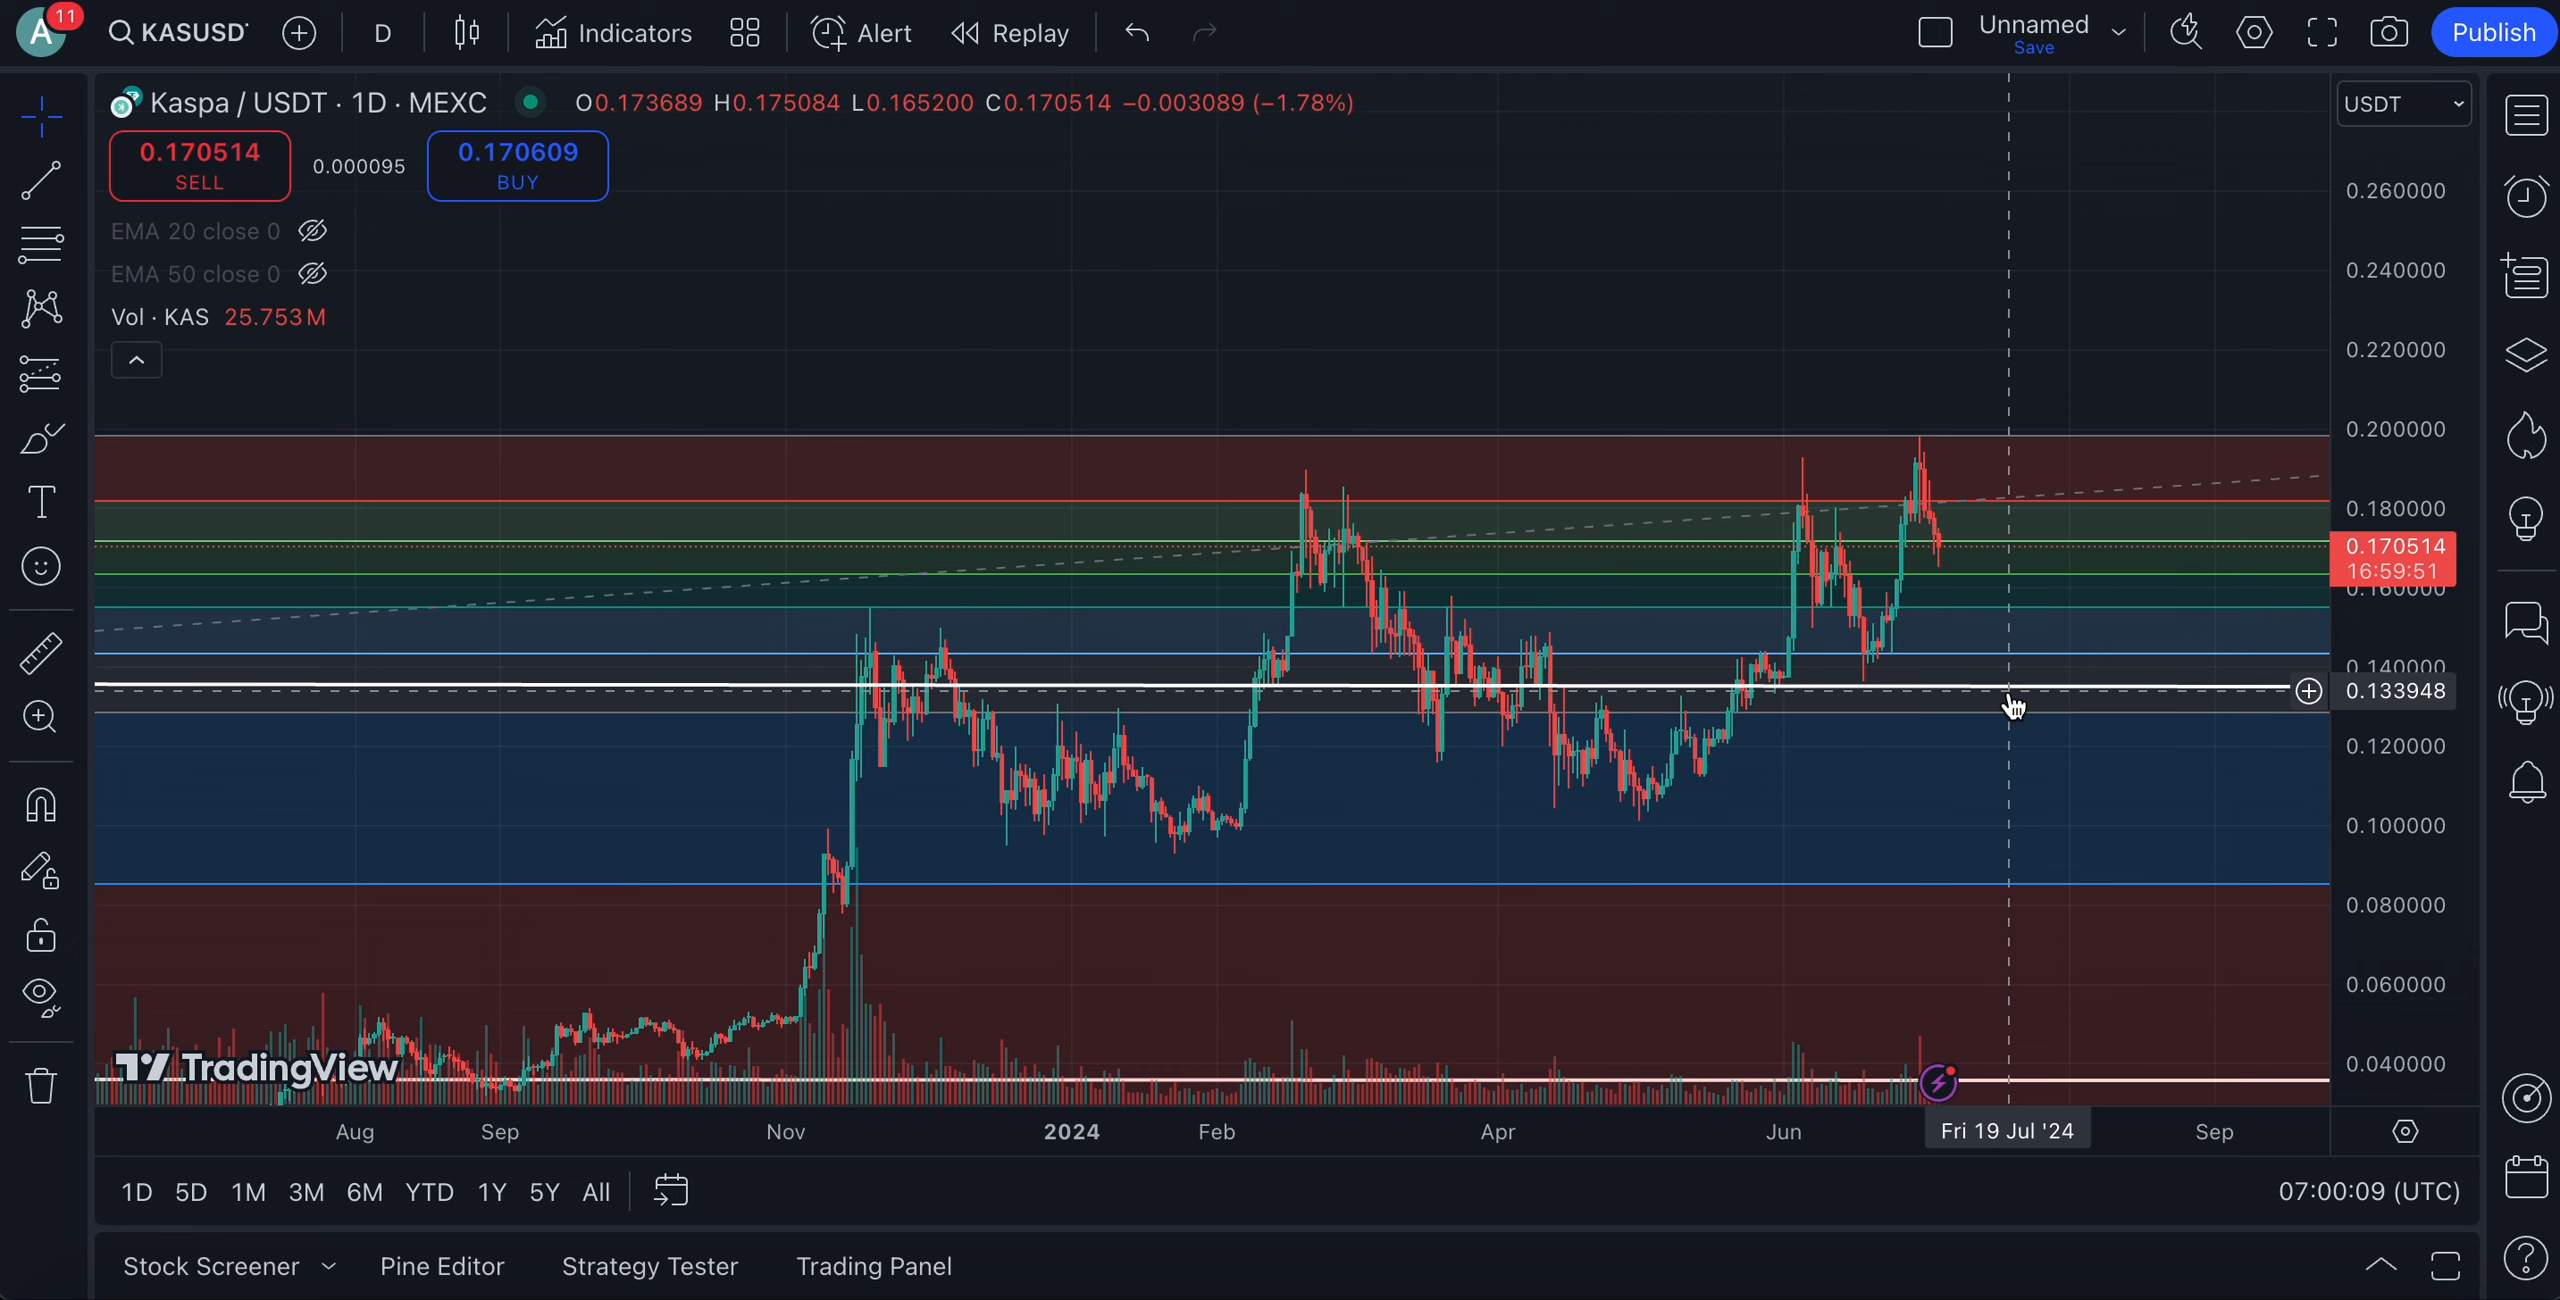 A 11 KASUSDT D Indicators Alert Replay Unnamed Save Publish
Kaspa / USDT · 1D · MEXC O0.173689 H0.175084 L0.165200 C0.170514 −0.003089 (−1.78%) USDT
0.170514 0.000095 0.170609
SELL BUY
EMA 20 close 0
EMA 50 close 0
Vol · KAS 25.753 M
0.260000
0.240000
0.220000
0.200000
0.180000
0.170514
16:59:51
0.160000
0.140000
0.133948
0.120000
0.100000
0.080000
0.060000
0.040000
TradingView
Aug Sep Nov 2024 Feb Apr Jun Fri 19 Jul '24 Sep
1D 5D 1M 3M 6M YTD 1Y 5Y All 07:00:09 (UTC)
Stock Screener Pine Editor Strategy Tester Trading Panel